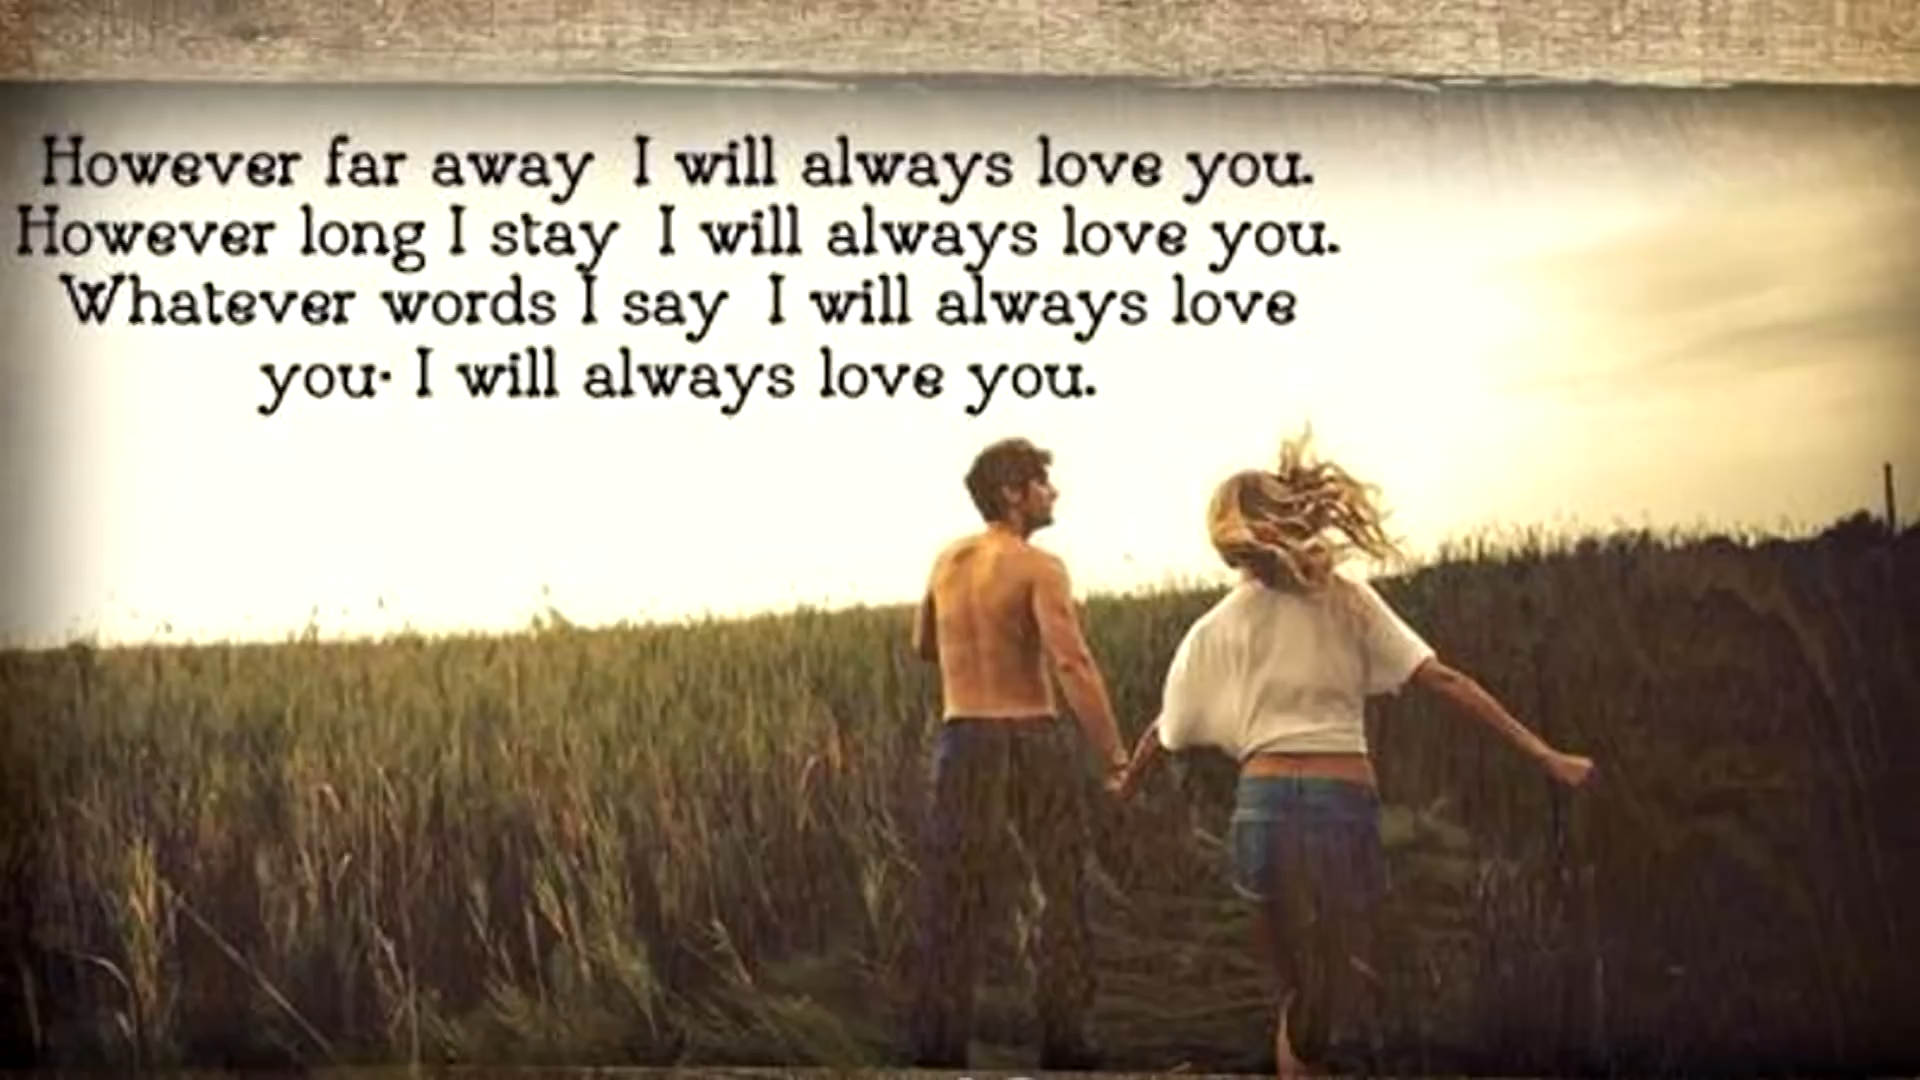 However far away I will always love you.
However long I stay I will always love you.
Whatever words I say I will always love
you· I will always love you.